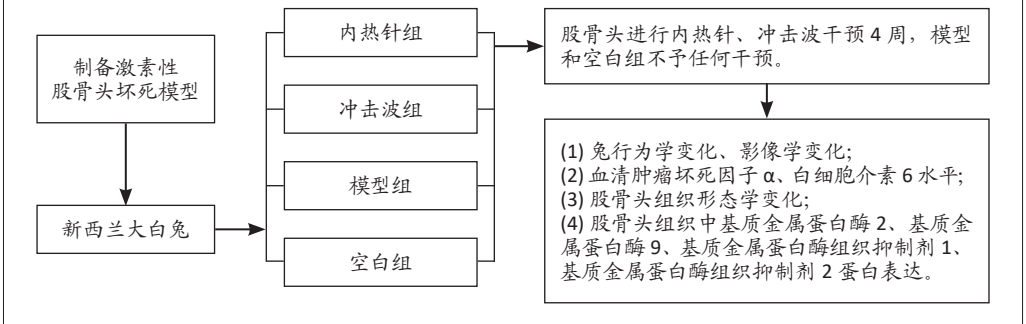 制备激素性
股骨头坏死模型
新西兰大白兔
内热针组
冲击波组
模型组
空白组
股骨头进行内热针、冲击波干预 4 周，模型
和空白组不予任何干预。
(1) 兔行为学变化、影像学变化；
(2) 血清肿瘤坏死因子 α、白细胞介素 6 水平；
(3) 股骨头组织形态学变化；
(4) 股骨头组织中基质金属蛋白酶 2、基质金
属蛋白酶 9、基质金属蛋白酶组织抑制剂 1、
基质金属蛋白酶组织抑制剂 2 蛋白表达。